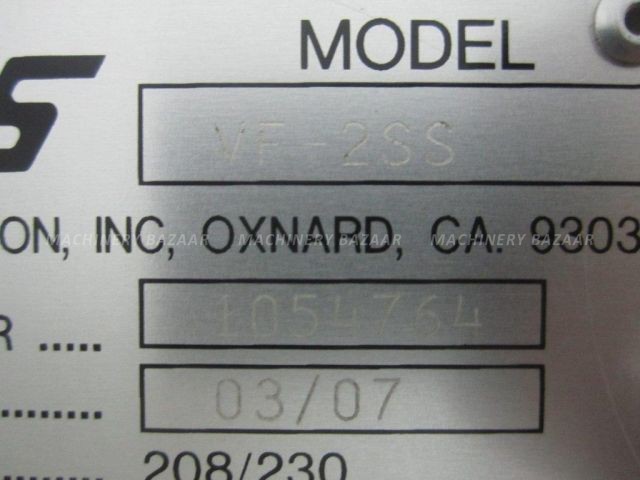 MODEL
S
VF-2SS
ON, INC, OXNARD, CA. 9303
MACHINERY BAZAAR MACHINERY BAZAAR MACHINERY BAZAAR
R ..... 1054764
......... 03/07
......... 208/230